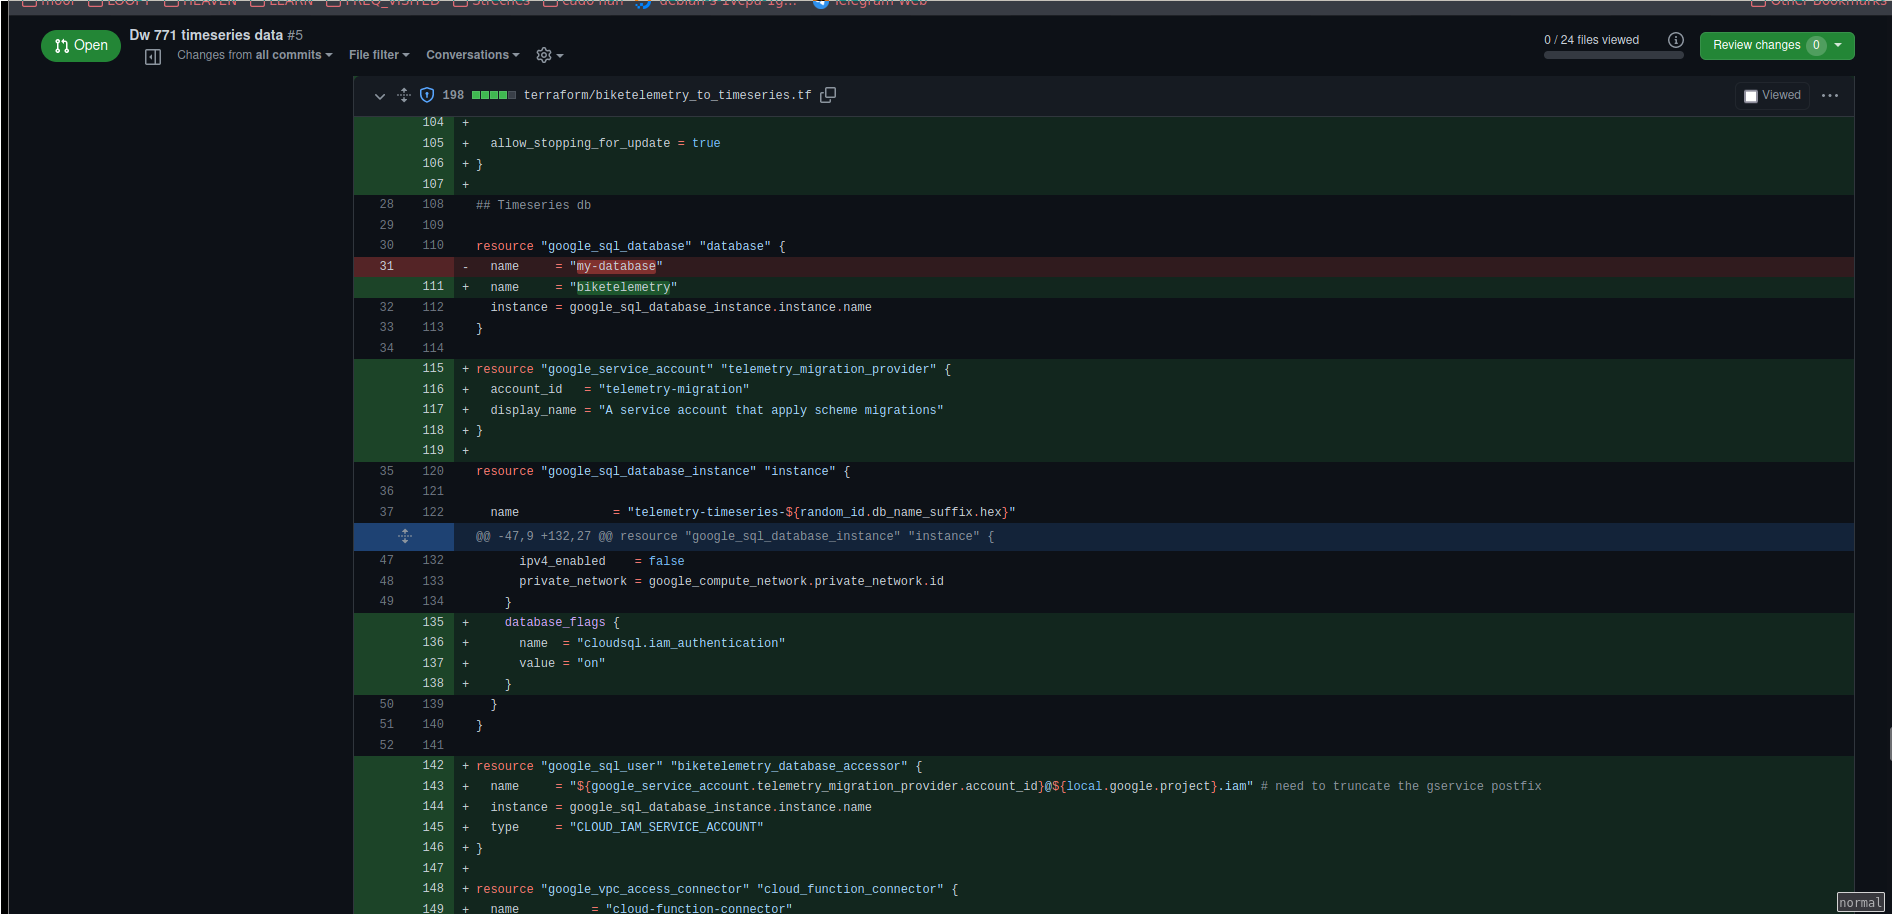 Open
Dw 771 timeseries data #5
Changes from all commits
File filter
Conversations
0 / 24 files viewed
Review changes 0
198 terraform/biketelemetry_to_timeseries.tf
Viewed
104 +
105 +   allow_stopping_for_update = true
106 + }
107 +
28 108 ## Timeseries db
29 109
30 110 resource "google_sql_database" "database" {
31 -   name     = "my-database"
111 +   name     = "biketelemetry"
32 112   instance = google_sql_database_instance.instance.name
33 113 }
34 114
115 + resource "google_service_account" "telemetry_migration_provider" {
116 +   account_id   = "telemetry-migration"
117 +   display_name = "A service account that apply scheme migrations"
118 + }
119 +
35 120 resource "google_sql_database_instance" "instance" {
36 121
37 122   name             = "telemetry-timeseries-${random_id.db_name_suffix.hex}"
@@ -47,9 +132,27 @@ resource "google_sql_database_instance" "instance" {
47 132       ipv4_enabled    = false
48 133       private_network = google_compute_network.private_network.id
49 134     }
135 +     database_flags {
136 +       name  = "cloudsql.iam_authentication"
137 +       value = "on"
138 +     }
50 139   }
51 140 }
52 141
142 + resource "google_sql_user" "biketelemetry_database_accessor" {
143 +   name     = "${google_service_account.telemetry_migration_provider.account_id}@${local.google.project}.iam" # need to truncate the gservice postfix
144 +   instance = google_sql_database_instance.instance.name
145 +   type     = "CLOUD_IAM_SERVICE_ACCOUNT"
146 + }
147 +
148 + resource "google_vpc_access_connector" "cloud_function_connector" {
149 +   name          = "cloud-function-connector"
normal